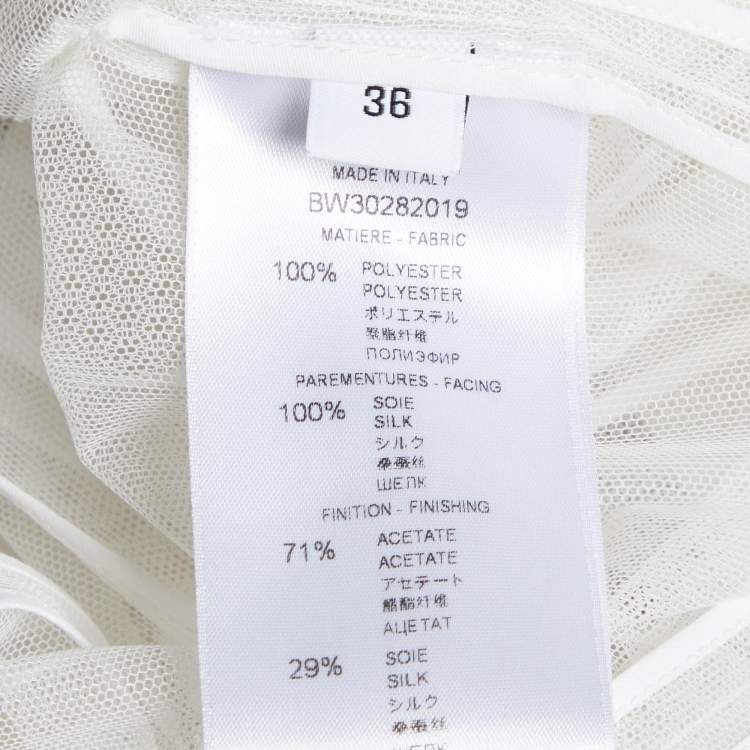 36
MADE IN ITALY
BW30282019
MATIERE - FABRIC
100% POLYESTER
POLYESTER
ポリエステル
聚脂纤维
ПОЛИЭФИР
PAREMENTURES - FACING
100% SOIE
SILK
シルク
桑蚕丝
ШЕЛК
FINITION - FINISHING
71% ACETATE
ACETATE
アセテート
醋酯纤维
АЦЕТАТ
29% SOIE
SILK
シルク
桑蚕丝
ШЕЛК